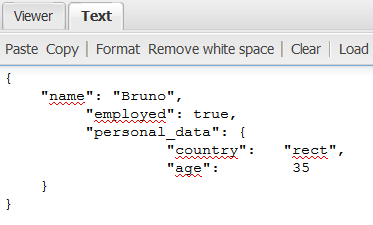 Viewer Text
Paste Copy | Format Remove white space | Clear | Load
{
"name": "Bruno",
"employed": true,
"personal_data": {
"country": "rect",
"age": 35
}
}